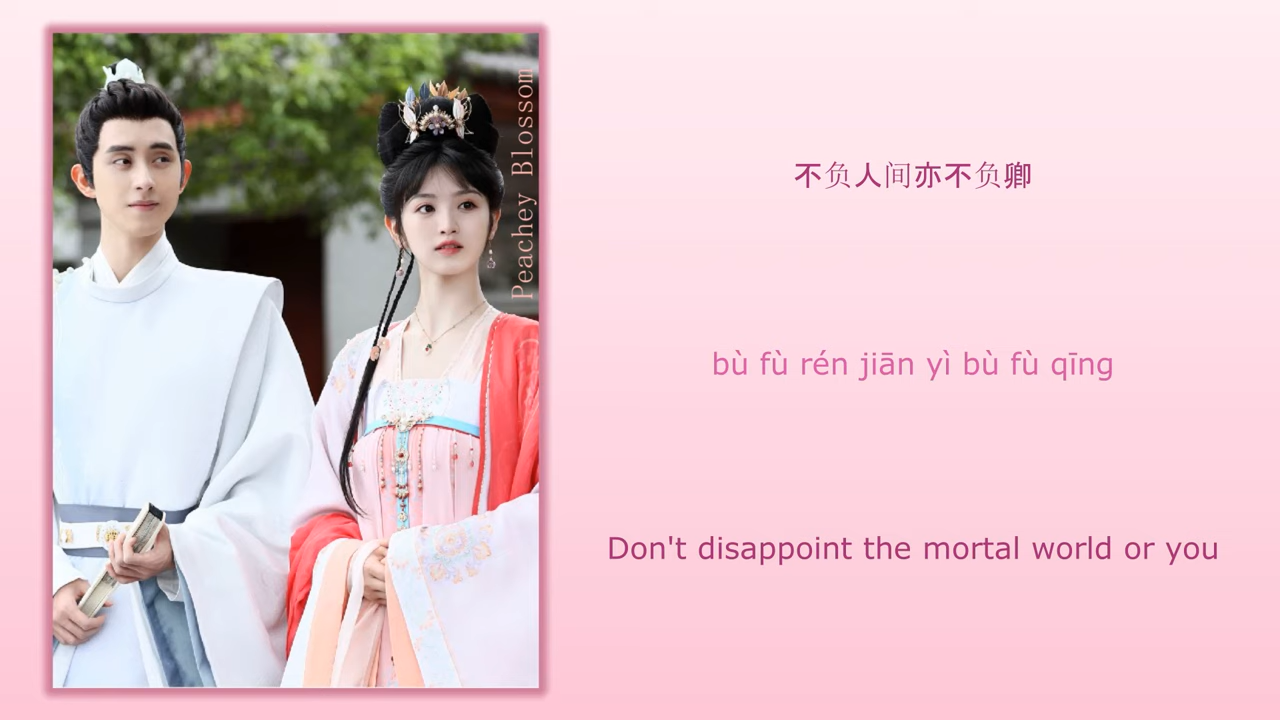 Peachey Blossom
不负人间亦不负卿
bù fù rén jiān yì bù fù qīng
Don't disappoint the mortal world or you